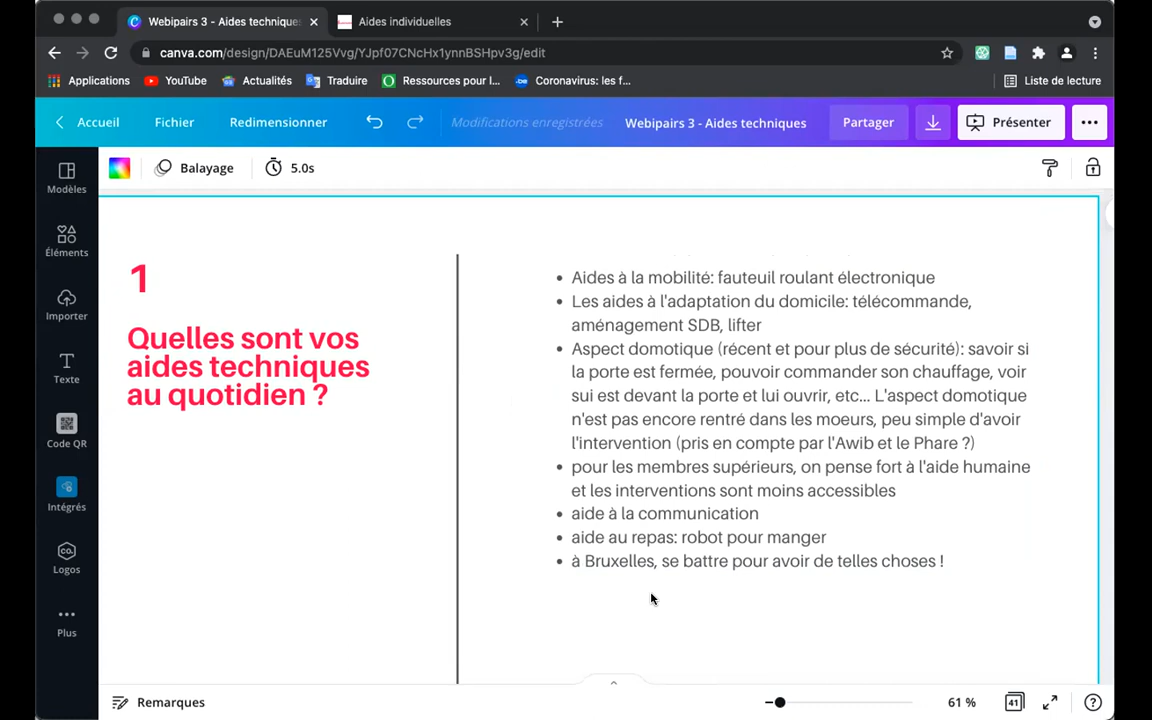 Webipairs 3 - Aides techniques
Aides individuelles
canva.com/design/DAEuM125Vvg/YJpf07CNcHx1ynnBSHpv3g/edit
Applications
YouTube
Actualités
Traduire
Ressources pour l...
Coronavirus: les f...
Liste de lecture
Accueil
Fichier
Redimensionner
Modifications enregistrées
Webipairs 3 - Aides techniques
Partager
Présenter
Balayage
5.0s
Modèles
Éléments
Importer
Texte
Code QR
Intégrés
CO.
Logos
Plus
1
Quelles sont vos
aides techniques
au quotidien ?
• Aides à la mobilité: fauteuil roulant électronique
• Les aides à l'adaptation du domicile: télécommande,
aménagement SDB, lifter
• Aspect domotique (récent et pour plus de sécurité): savoir si
la porte est fermée, pouvoir commander son chauffage, voir
sui est devant la porte et lui ouvrir, etc... L'aspect domotique
n'est pas encore rentré dans les moeurs, peu simple d'avoir
l'intervention (pris en compte par l'Awib et le Phare ?)
• pour les membres supérieurs, on pense fort à l'aide humaine
et les interventions sont moins accessibles
• aide à la communication
• aide au repas: robot pour manger
• à Bruxelles, se battre pour avoir de telles choses !
Remarques
61 %
41